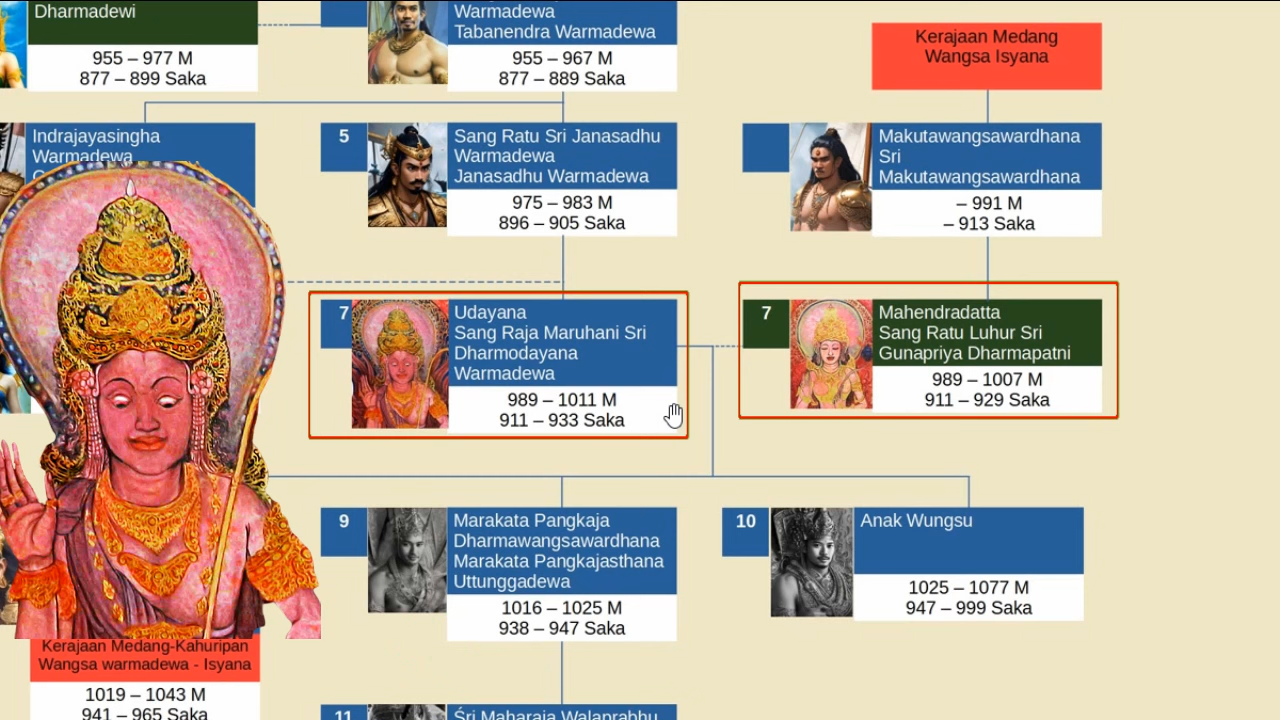 Dharmadewi
955 – 977 M
877 – 899 Saka
Warmadewa
Tabanendra Warmadewa
955 – 967 M
877 – 889 Saka
Kerajaan Medang
Wangsa Isyana
Indrajayasingha
Warmadewa
5
Sang Ratu Sri Janasadhu
Warmadewa
Janasadhu Warmadewa
975 – 983 M
896 – 905 Saka
Makutawangsawardhana
Sri
Makutawangsawardhana
– 991 M
– 913 Saka
7
Udayana
Sang Raja Maruhani Sri
Dharmodayana
Warmadewa
989 – 1011 M
911 – 933 Saka
7
Mahendradatta
Sang Ratu Luhur Sri
Gunapriya Dharmapatni
989 – 1007 M
911 – 929 Saka
9
Marakata Pangkaja
Dharmawangsawardhana
Marakata Pangkajasthana
Uttunggadewa
1016 – 1025 M
938 – 947 Saka
10
Anak Wungsu
1025 – 1077 M
947 – 999 Saka
Kerajaan Medang-Kahuripan
Wangsa warmadewa - Isyana
1019 – 1043 M
941 – 965 Saka
11
Śri Maharaja Walaprabhu